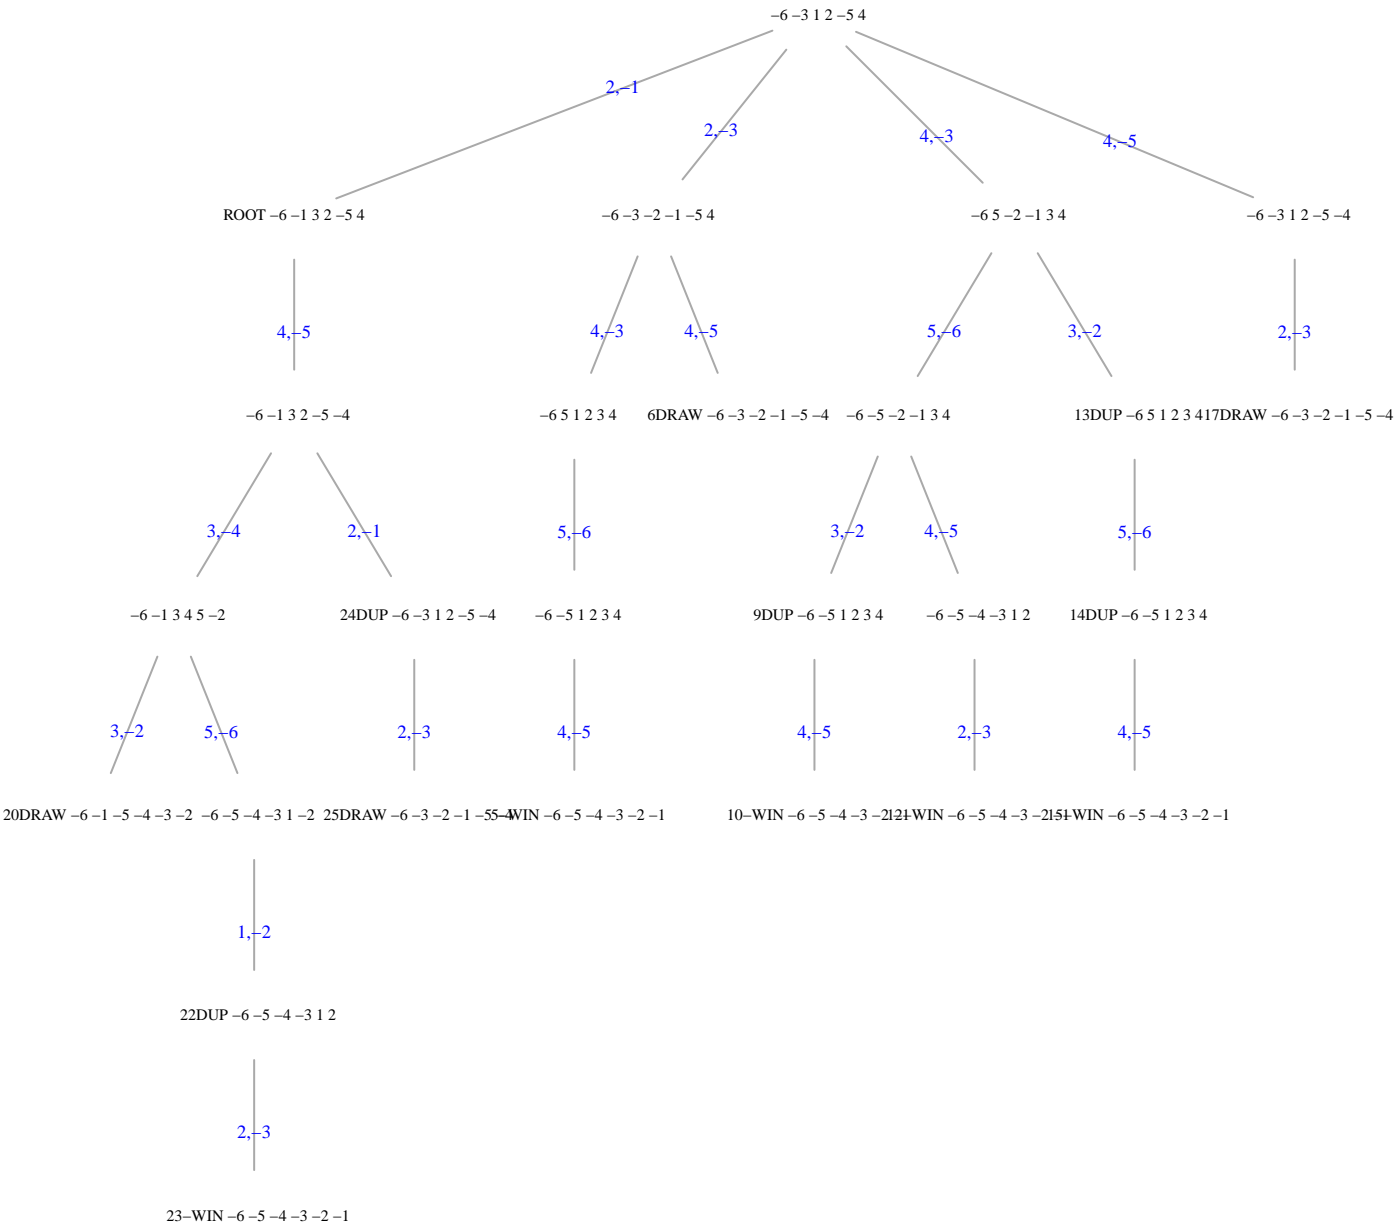 −6 −3 1 2 −5 4
2,−1
2,−3
4,−3
4,−5
ROOT −6 −1 3 2 −5 4
−6 −3 −2 −1 −5 4
−6 5 −2 −1 3 4
−6 −3 1 2 −5 −4
4,−5
4,−3
4,−5
5,−6
3,−2
2,−3
−6 −1 3 2 −5 −4
−6 5 1 2 3 4
6DRAW −6 −3 −2 −1 −5 −4
−6 −5 −2 −1 3 4
13DUP −6 5 1 2 3 4
17DRAW −6 −3 −2 −1 −5 −4
3,−4
2,−1
5,−6
3,−2
4,−5
5,−6
−6 −1 3 4 5 −2
24DUP −6 −3 1 2 −5 −4
−6 −5 1 2 3 4
9DUP −6 −5 1 2 3 4
−6 −5 −4 −3 1 2
14DUP −6 −5 1 2 3 4
3,−2
5,−6
2,−3
4,−5
4,−5
2,−3
4,−5
20DRAW −6 −1 −5 −4 −3 −2
−6 −5 −4 −3 1 −2
25DRAW −6 −3 −2 −1 −5 −4
5−WIN −6 −5 −4 −3 −2 −1
10−WIN −6 −5 −4 −3 −2
WIN −6 −5 −4 −3 −2
WIN −6 −5 −4 −3 −2 −1
1,−2
22DUP −6 −5 −4 −3 1 2
2,−3
23−WIN −6 −5 −4 −3 −2 −1